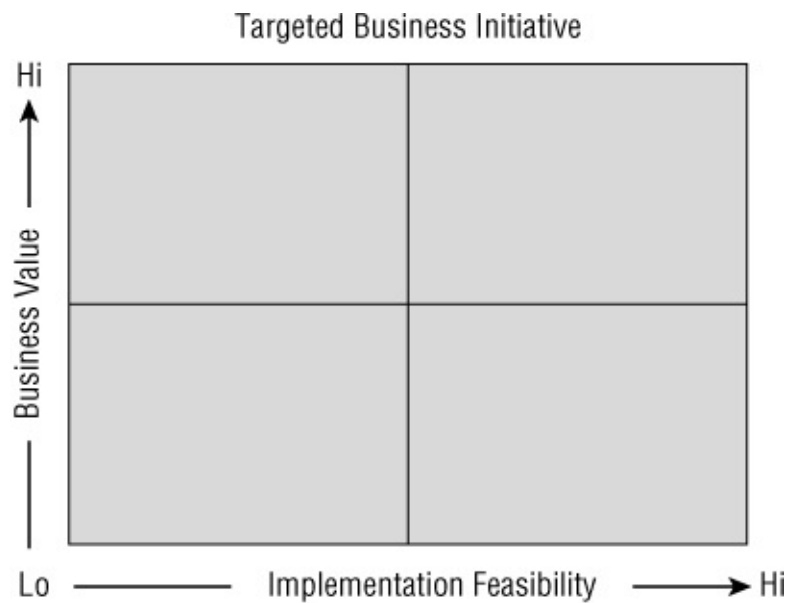 Targeted Business Initiative
Hi
Business Value
Lo
Implementation Feasibility
Hi